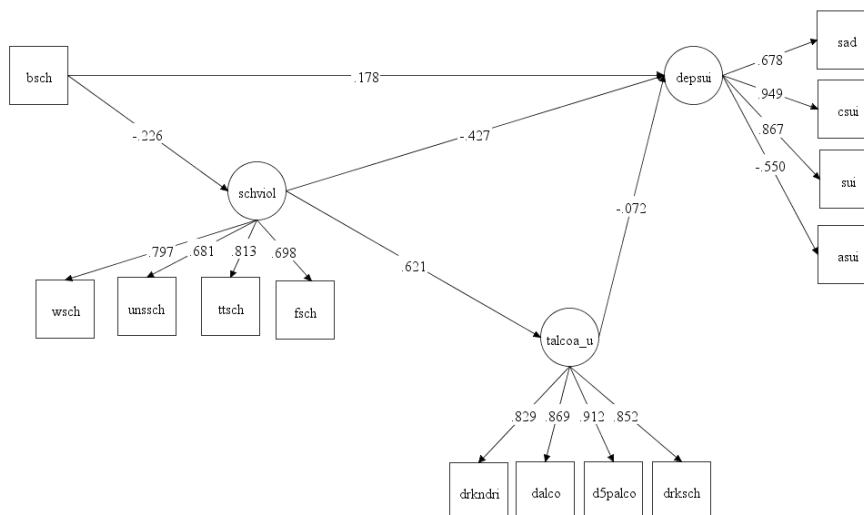 sad
bsch
.178
depsui
.678
.949
csui
.867
-.550
-.226
-.427
sui
schviol
-.072
asui
.797
.681
.813
.698
.621
wsch
unssch
ttsch
fsch
talcoa_u
.829
.869
.912
.852
drkndri
dalco
d5palco
drksch